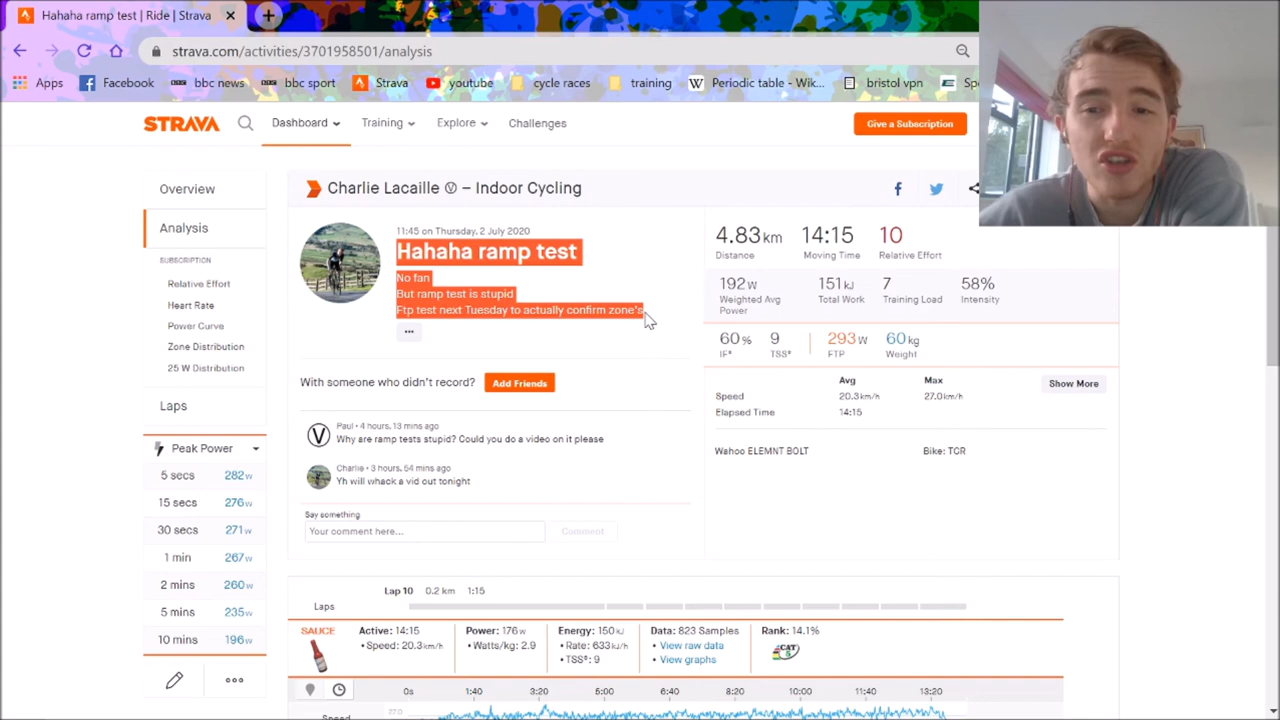 Hahaha ramp test | Ride | Strava
strava.com/activities/3701958501/analysis
Apps Facebook bbc news bbc sport Strava youtube cycle races training Periodic table - Wik... bristol vpn Sp
STRAVA Dashboard Training Explore Challenges Give a Subscription
Overview
Analysis
SUBSCRIPTION
Relative Effort
Heart Rate
Power Curve
Zone Distribution
25 W Distribution
Laps
Peak Power
5 secs 282w
15 secs 276w
30 secs 271w
1 min 267w
2 mins 260w
5 mins 235w
10 mins 196w
Charlie Lacaille V – Indoor Cycling
11:45 on Thursday, 2 July 2020
Hahaha ramp test
No fan
But ramp test is stupid
Ftp test next Tuesday to actually confirm zone's
With someone who didn't record? Add Friends
Paul • 4 hours, 13 mins ago
Why are ramp tests stupid? Could you do a video on it please
Charlie • 3 hours, 54 mins ago
Yh will whack a vid out tonight
Say something
Your comment here... Comment
4.83km 14:15 10
Distance Moving Time Relative Effort
192W 151kJ 7 58%
Weighted Avg Power Total Work Training Load Intensity
60% 9 293W 60kg
IF® TSS® FTP Weight
Avg Max Show More
Speed 20.3km/h 27.0km/h
Elapsed Time 14:15
Wahoo ELEMNT BOLT Bike: TCR
Lap 10 0.2 km 1:15
Laps
SAUCE Active: 14:15 Power: 176w Energy: 150kJ Data: 823 Samples Rank: 14.1%
• Speed: 20.3km/h • Watts/kg: 2.9 • Rate: 633kJ/h • View raw data CAT 5
• TSS®: 9 • View graphs
0s 1:40 3:20 5:00 6:40 8:20 10:00 11:40 13:20
Speed 27.0